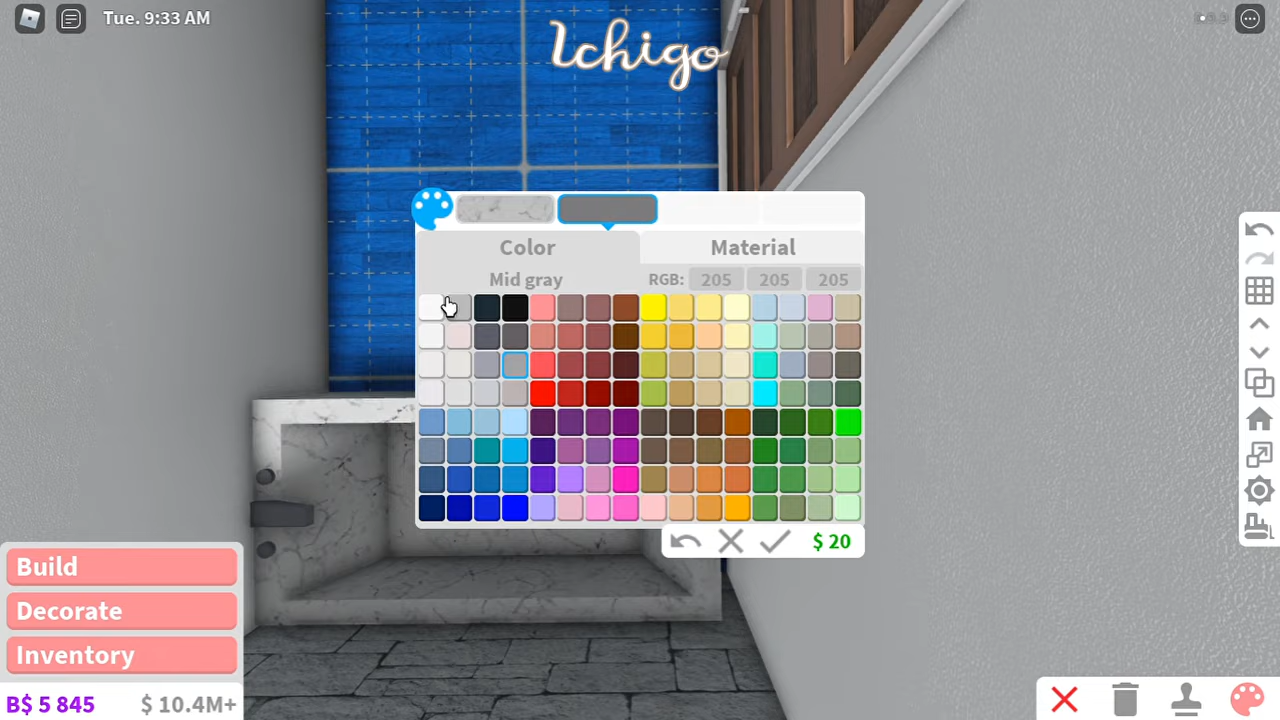 Tue. 9:33 AM
Ichigo
Color
Material
Mid gray
RGB: 205 205 205
$ 20
Build
Decorate
Inventory
B$ 5 845
$ 10.4M+